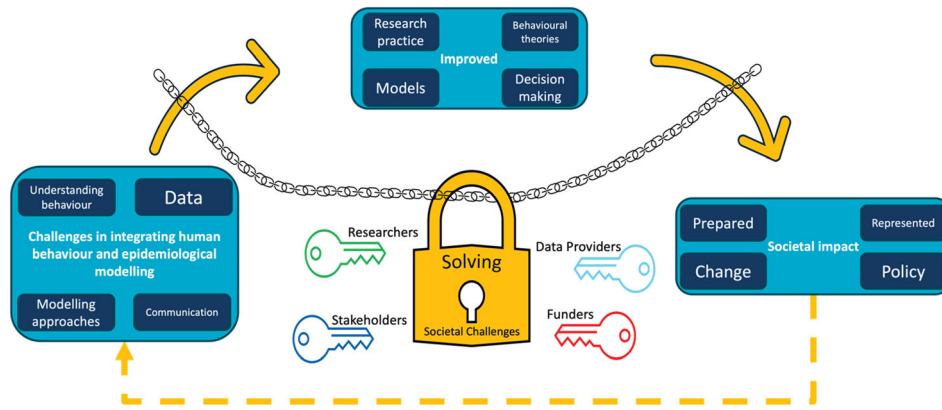 Research
practice
Behavioural
theories
Improved
Models
Decision
making
Understanding
behaviour
Data
Challenges in integrating human
behaviour and epidemiological
modelling
Modelling
approaches
Communication
Researchers
Data Providers
Stakeholders
Funders
Solving
Societal Challenges
Prepared
Represented
Societal impact
Change
Policy